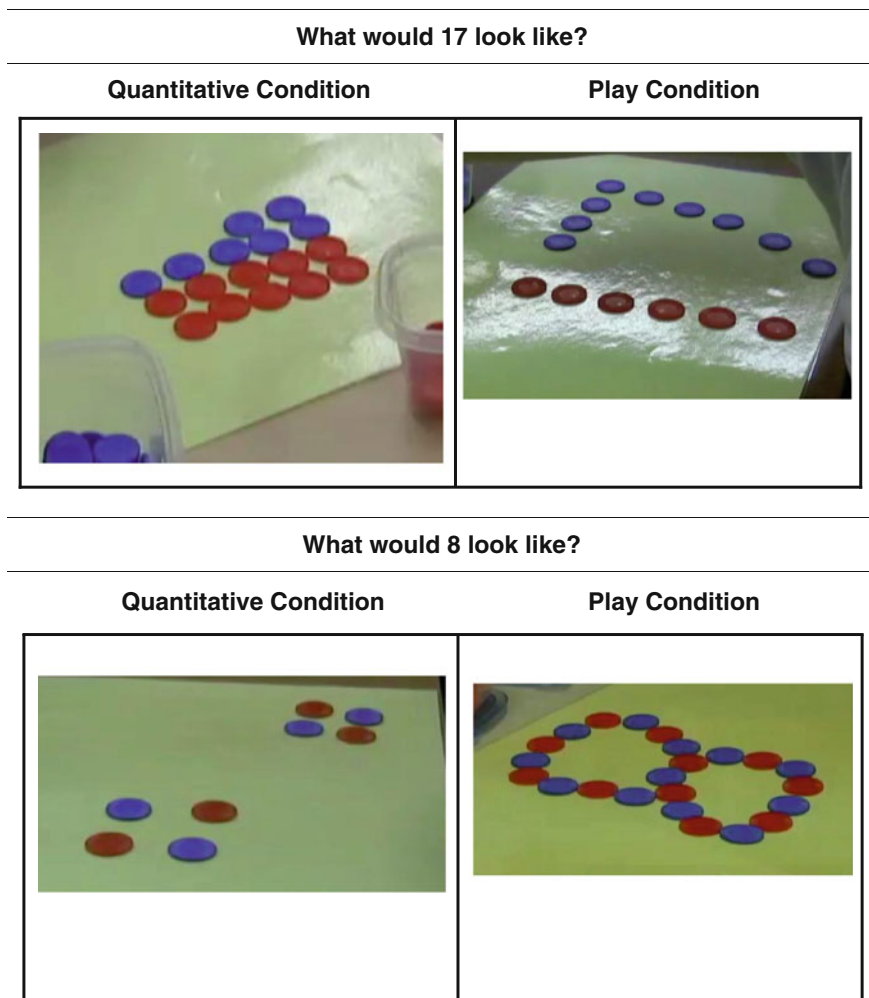 What would 17 look like?
Quantitative Condition Play Condition
What would 8 look like?
Quantitative Condition Play Condition